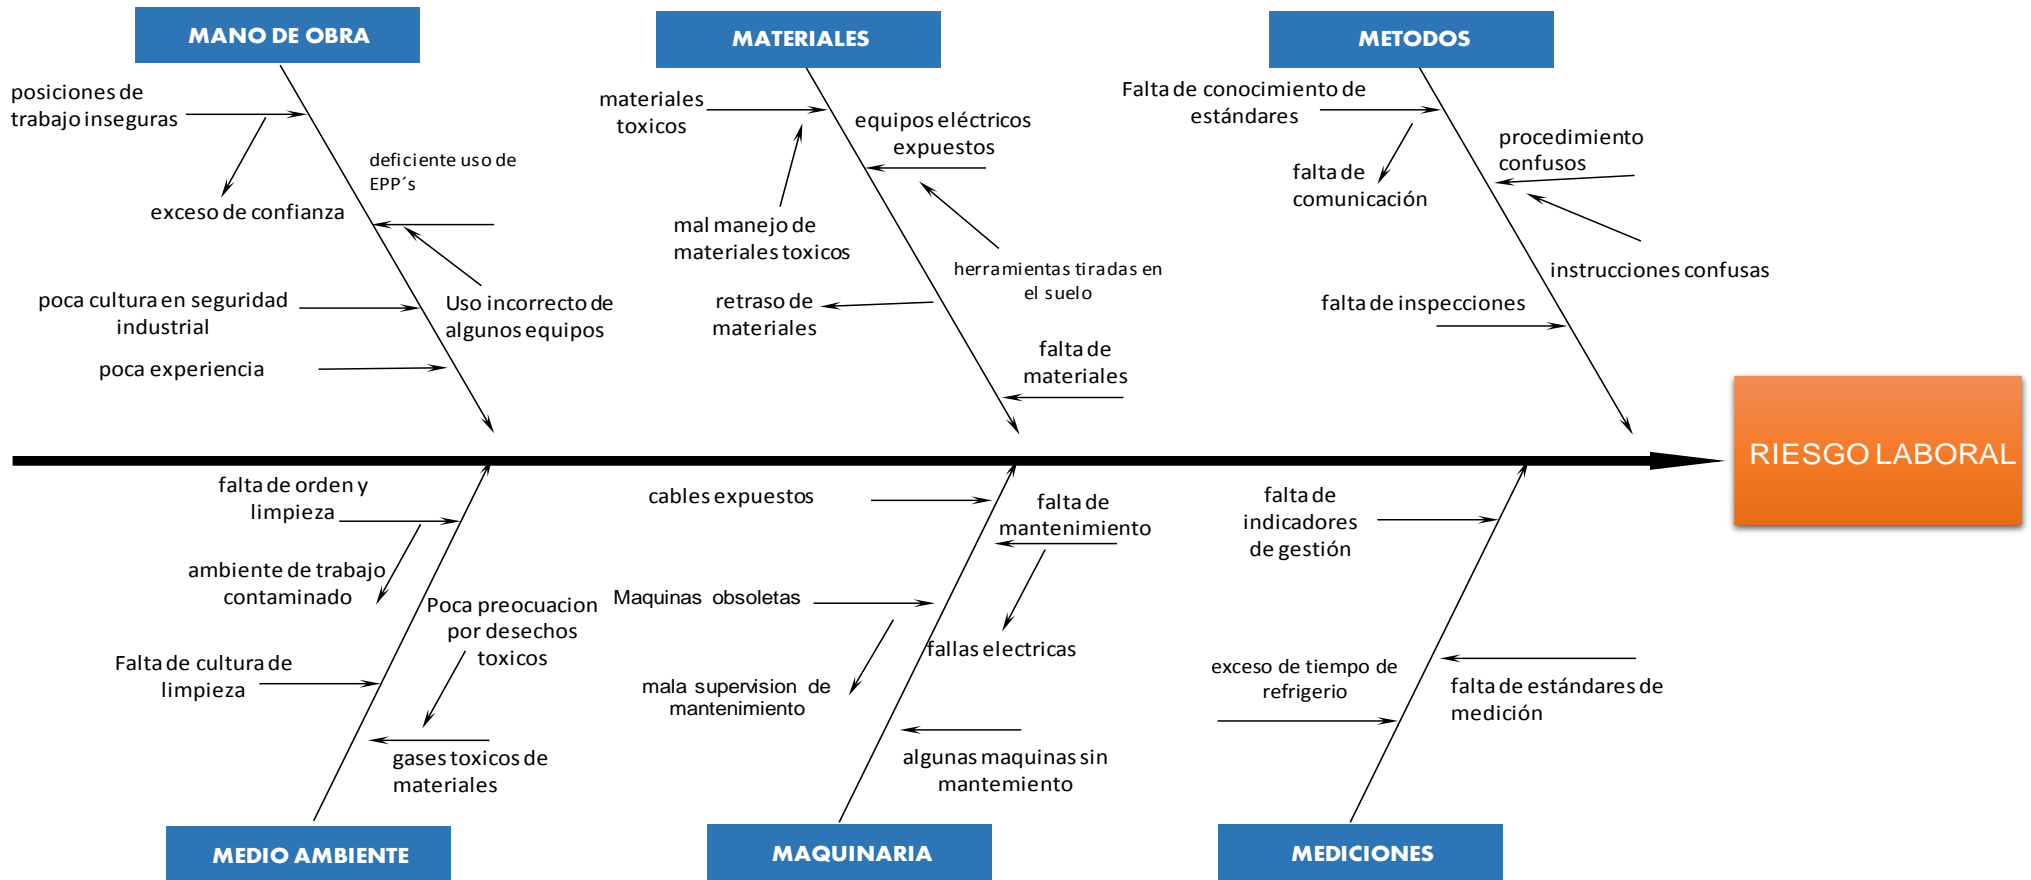 MANO DE OBRA
MATERIALES
METODOS
posiciones de
trabajo inseguras
exceso de confianza
deficiente uso de
EPP´s
Uso incorrecto de
algunos equipos
poca cultura en seguridad
industrial
poca experiencia
materiales
toxicos
equipos eléctricos
expuestos
mal manejo de
materiales toxicos
herramientas tiradas en
el suelo
retraso de
materiales
falta de
materiales
Falta de conocimiento de
estándares
falta de
comunicación
procedimiento
confusos
instrucciones confusas
falta de inspecciones
RIESGO LABORAL
falta de orden y
limpieza
ambiente de trabajo
contaminado
Poca preocuacion
por desechos
toxicos
Falta de cultura de
limpieza
gases toxicos de
materiales
cables expuestos
falta de
mantenimiento
Maquinas obsoletas
fallas electricas
mala supervision de
mantenimiento
algunas maquinas sin
mantemiento
falta de
indicadores
de gestión
exceso de tiempo de
refrigerio
falta de estándares de
medición
MEDIO AMBIENTE
MAQUINARIA
MEDICIONES